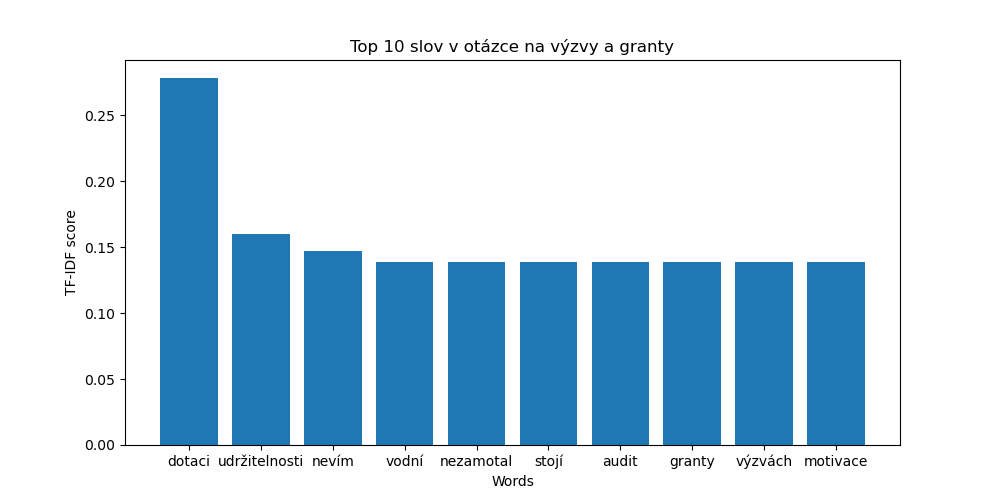 Top 10 slov v otázce na výzvy a granty
TF-IDF score
0.25
0.20
0.15
0.10
0.05
0.00
dotaci udržitelnosti nevím vodní nezamotal stojí audit granty výzvách motivace
Words